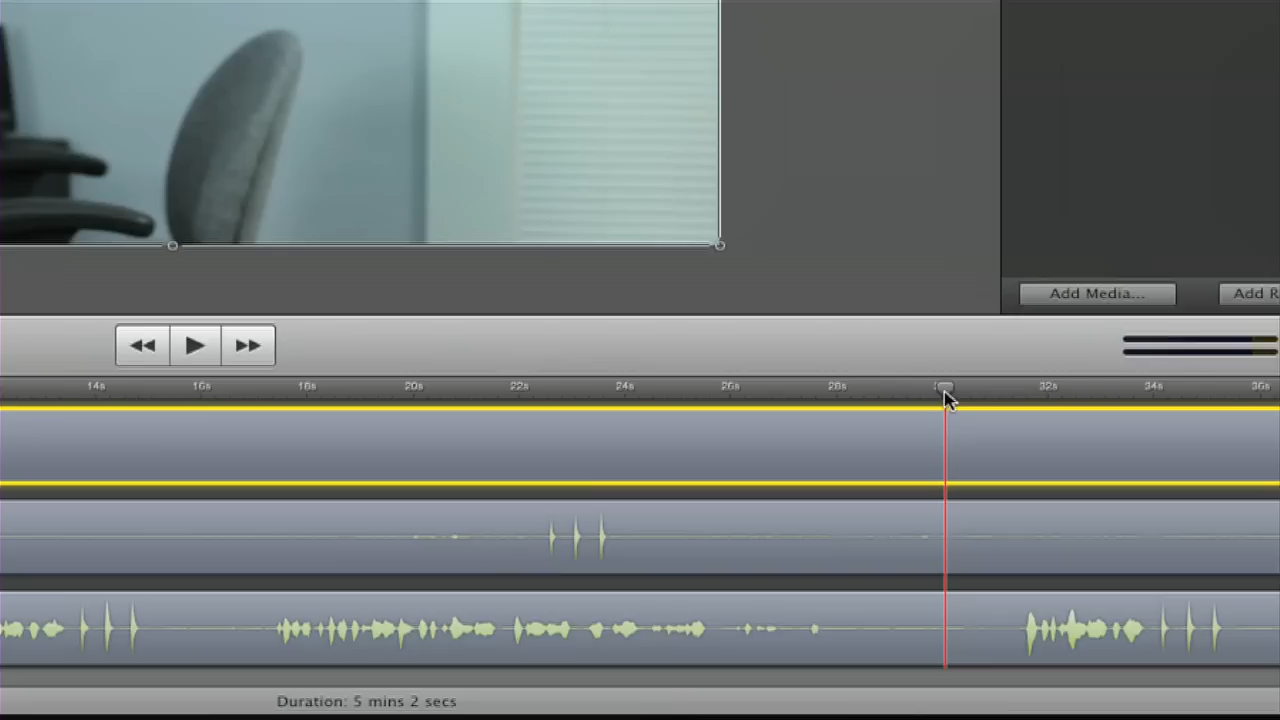 Add Media...
Add R
14s 16s 18s 20s 22s 24s 26s 28s 32s 34s 36s
Duration: 5 mins 2 secs